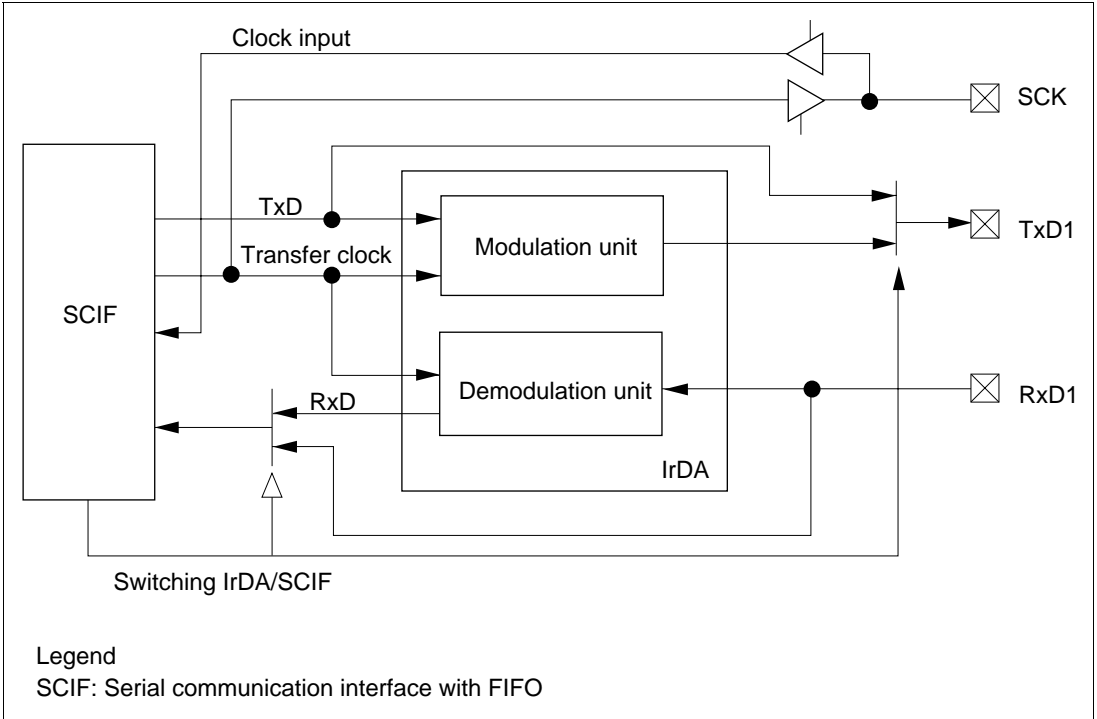 Clock input
SCK
TxD
TxD1
Modulation unit
Transfer clock
SCIF
Demodulation unit
RxD
RxD1
IrDA
Switching IrDA/SCIF
Legend
SCIF: Serial communication interface with FIFO